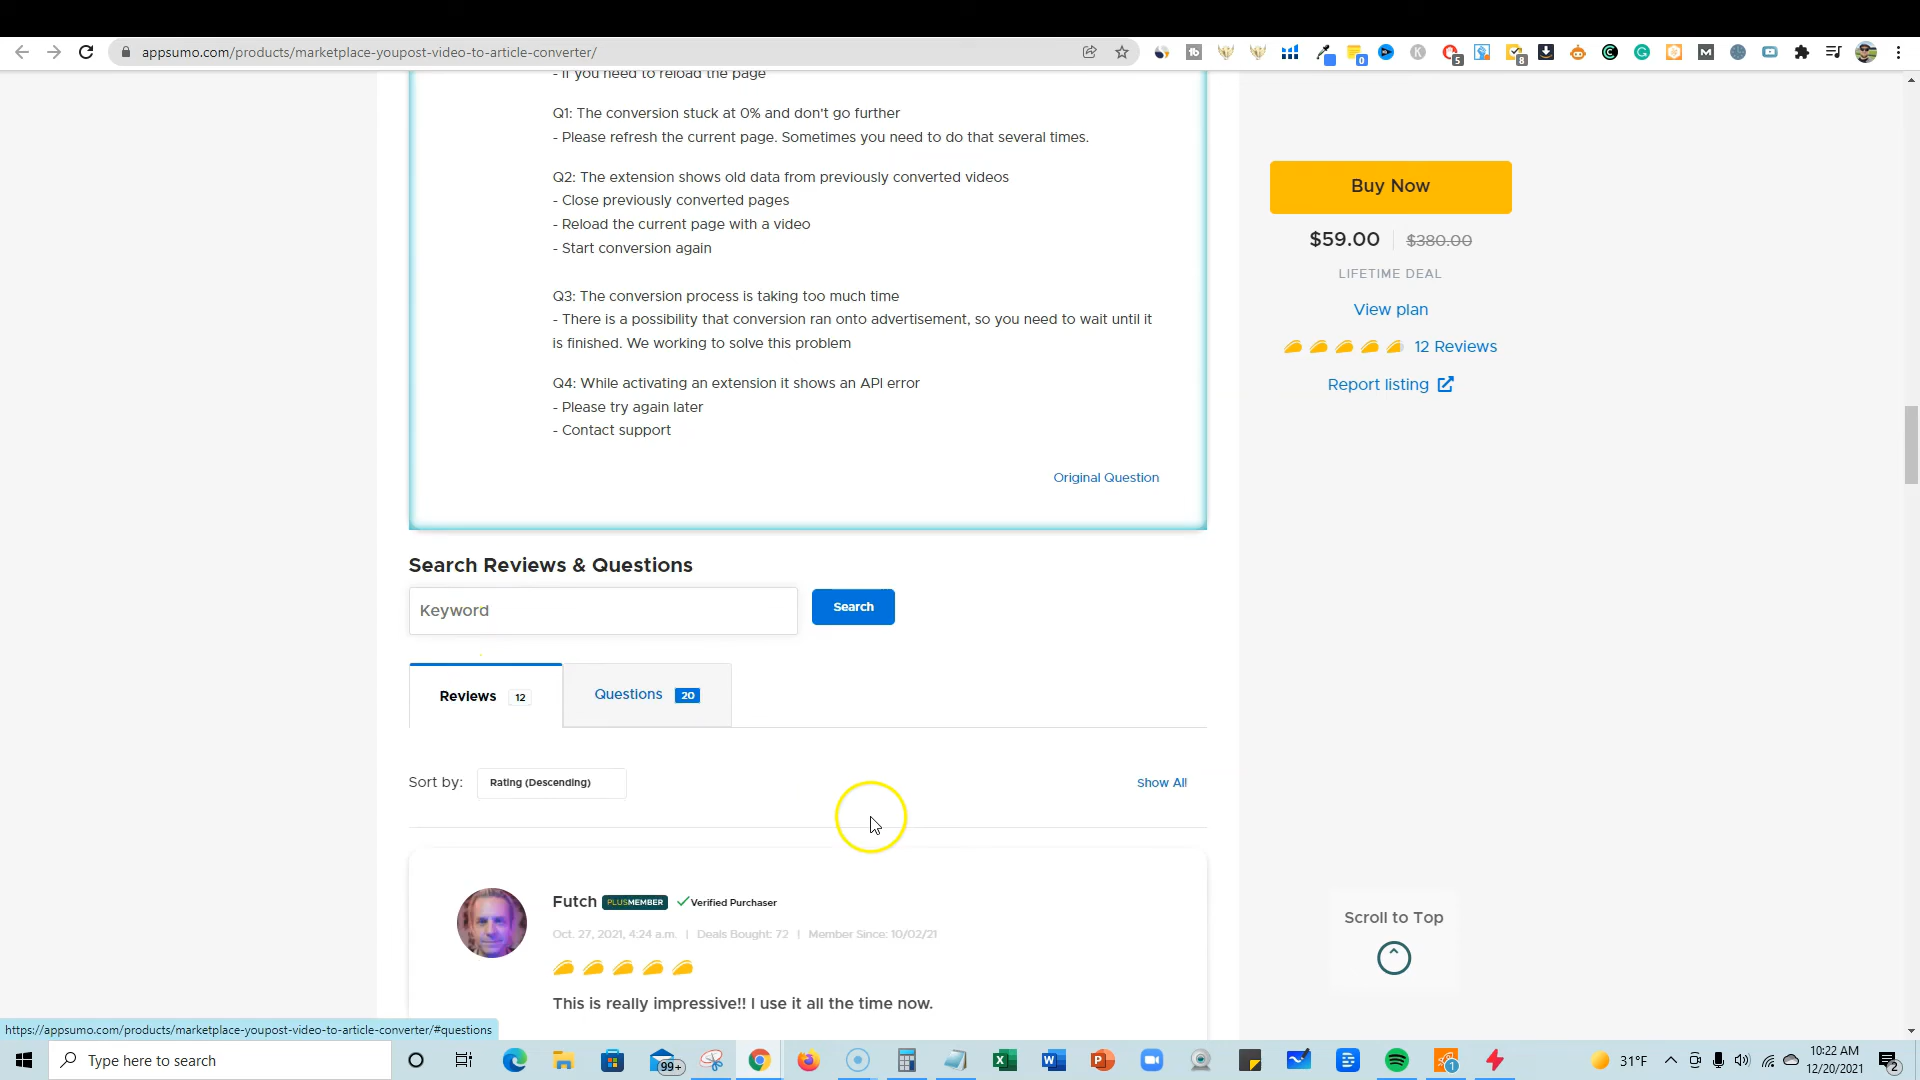 appsumo.com/products/marketplace-youpost-video-to-article-converter/
- If you need to reload the page
Q1: The conversion stuck at 0% and don't go further
- Please refresh the current page. Sometimes you need to do that several times.
Q2: The extension shows old data from previously converted videos
- Close previously converted pages
- Reload the current page with a video
- Start conversion again
Q3: The conversion process is taking too much time
- There is a possibility that conversion ran onto advertisement, so you need to wait until it
is finished. We working to solve this problem
Q4: While activating an extension it shows an API error
- Please try again later
- Contact support
Original Question
Buy Now
$59.00 $380.00
LIFETIME DEAL
View plan
12 Reviews
Report listing
Search Reviews & Questions
Keyword
Search
Reviews 12
Questions 20
Sort by: Rating (Descending)
Show All
Futch PLUSMEMBER Verified Purchaser
Oct. 27, 2021, 4:24 a.m. | Deals Bought: 72 | Member Since: 10/02/21
This is really impressive!! I use it all the time now.
Scroll to Top
https://appsumo.com/products/marketplace-youpost-video-to-article-converter/#questions
Type here to search
99+
31°F
10:22 AM
12/20/2021
2